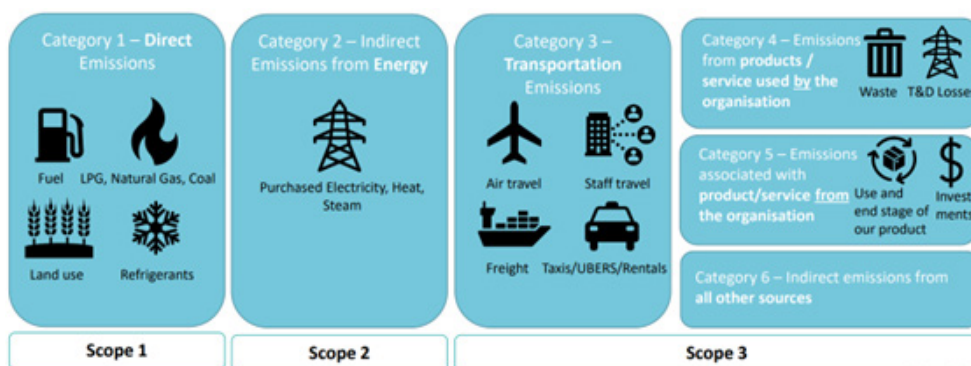 Category 1 – Direct
Emissions
Fuel
LPG, Natural Gas, Coal
Land use
Refrigerants
Category 2 – Indirect
Emissions from Energy
Purchased Electricity, Heat,
Steam
Category 3 –
Transportation
Emissions
Air travel
Staff travel
Freight
Taxis/UBERS/Rentals
Category 4 – Emissions
from products /
service used by the
organisation
Waste
T&D Losse
Category 5 – Emissions
associated with
product/service from
the organisation
Use and
end stage of
our product
Invest
ments
Category 6 – Indirect emissions from
all other sources
Scope 1
Scope 2
Scope 3